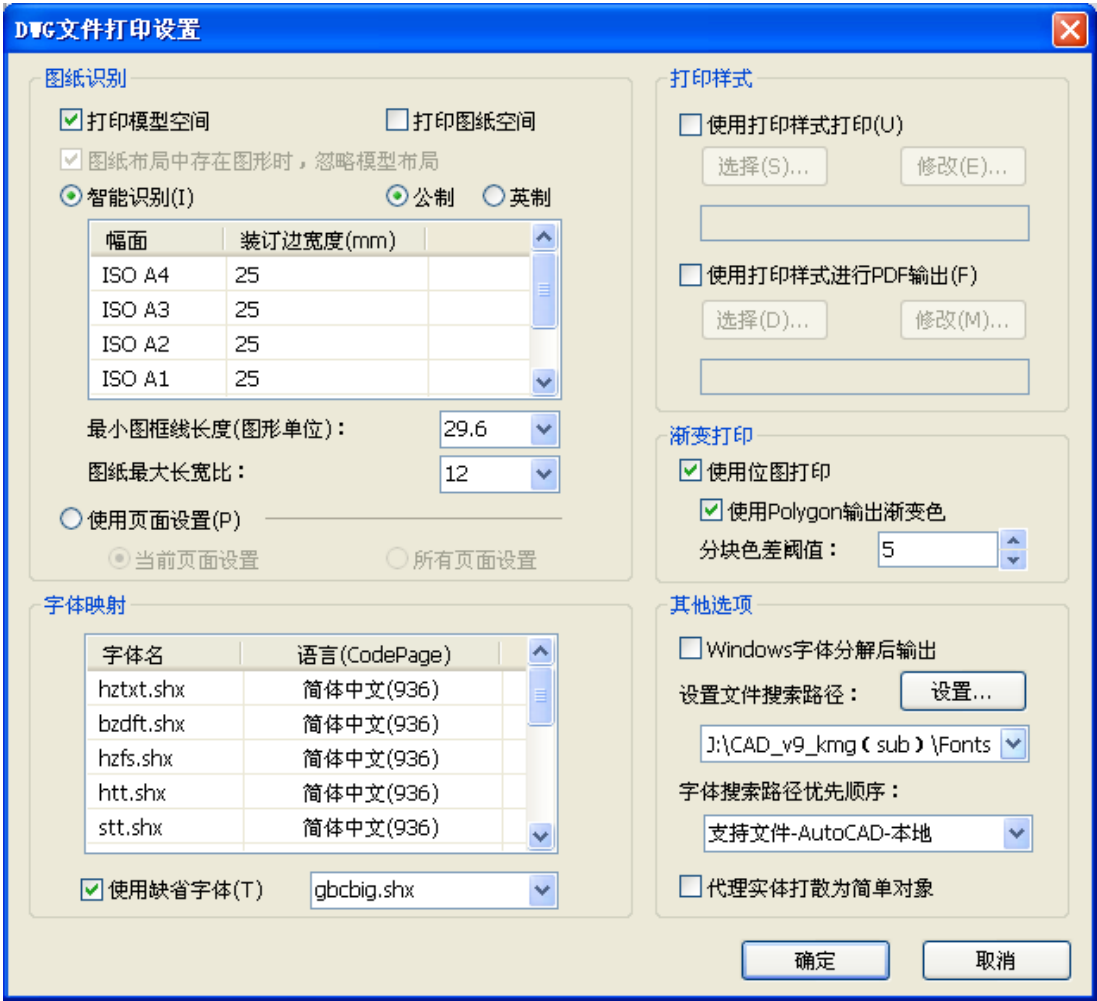 DWG文件打印设置
图纸识别
打印模型空间 打印图纸空间
图纸布局中存在图形时，忽略模型布局
智能识别(I) 公制 英制
幅面 装订边宽度(mm)
ISO A4 25
ISO A3 25
ISO A2 25
ISO A1 25
最小图框线长度(图形单位)： 29.6
图纸最大长宽比： 12
使用页面设置(P)
当前页面设置 所有页面设置
字体映射
字体名 语言(CodePage)
hztxt.shx 简体中文(936)
bzdft.shx 简体中文(936)
hzfs.shx 简体中文(936)
htt.shx 简体中文(936)
stt.shx 简体中文(936)
使用缺省字体(T) gbcbig.shx
打印样式
使用打印样式打印(U)
选择(S)... 修改(E)...
使用打印样式进行PDF输出(F)
选择(D)... 修改(M)...
渐变打印
使用位图打印
使用Polygon输出渐变色
分块色差阈值： 5
其他选项
Windows字体分解后输出
设置文件搜索路径： 设置...
J:\CAD_v9_kmg（sub）\Fonts
字体搜索路径优先顺序：
支持文件-AutoCAD-本地
代理实体打散为简单对象
确定 取消